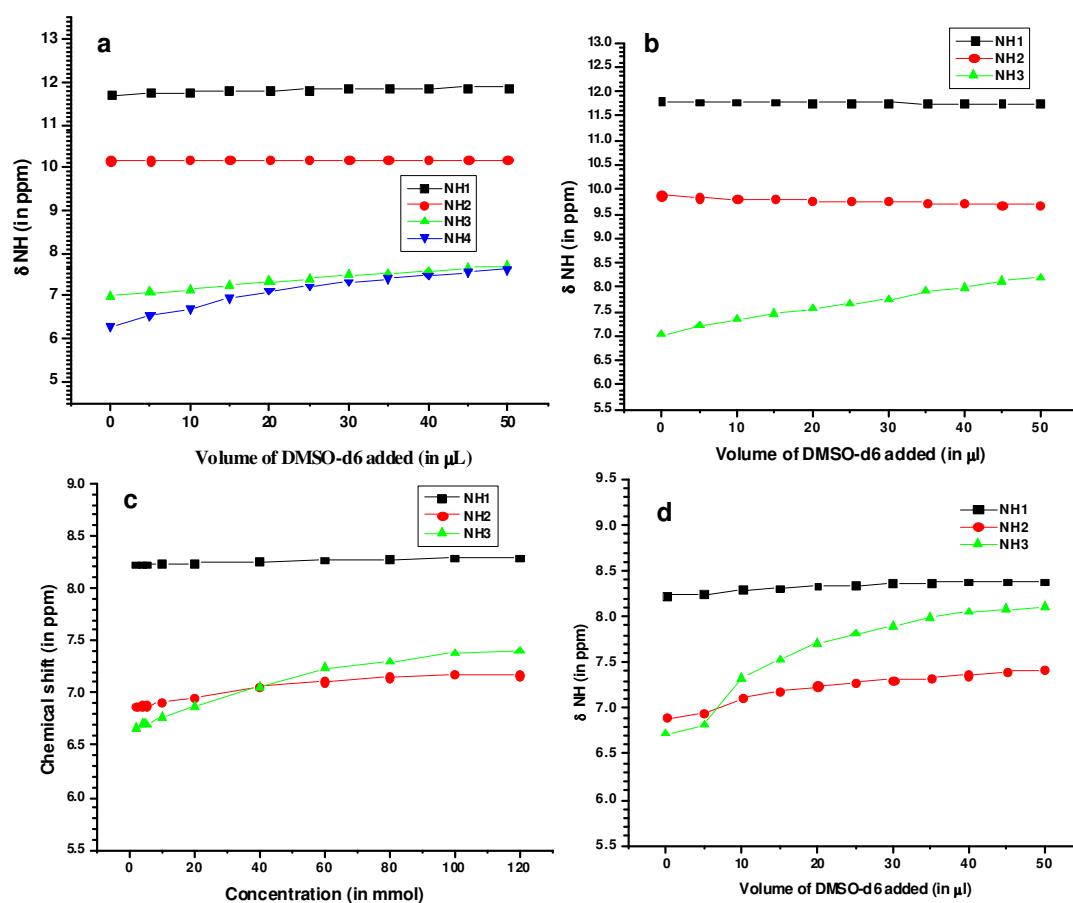 a
13
12
11
10
9
8
7
6
5
δ NH (in ppm)
NH1
NH2
NH3
NH4
0
10
20
30
40
50
Volume of DMSO-d6 added (in μL)
b
13.0
12.5
12.0
11.5
11.0
10.5
10.0
9.5
9.0
8.5
8.0
7.5
7.0
6.5
6.0
5.5
δ NH (in ppm)
NH1
NH2
NH3
0
10
20
30
40
50
Volume of DMSO-d6 added (in μl)
c
9.0
8.5
8.0
7.5
7.0
6.5
6.0
5.5
Chemical shift (in ppm)
NH1
NH2
NH3
0
20
40
60
80
100
120
Concentration (in mmol)
d
9.5
9.0
8.5
8.0
7.5
7.0
6.5
6.0
5.5
δ NH (in ppm)
NH1
NH2
NH3
0
10
20
30
40
50
Volume of DMSO-d6 added (in μl)